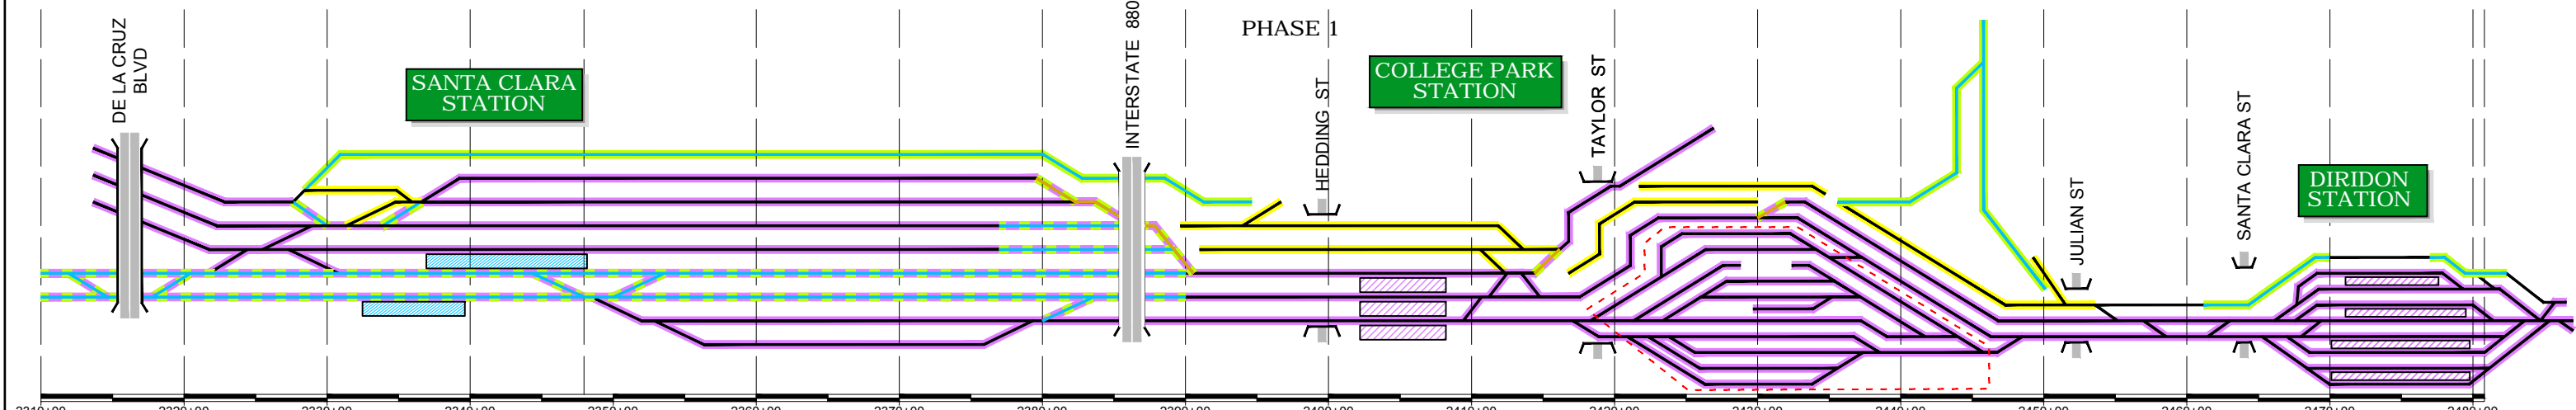 PHASE 1
DE LA CRUZ
BLVD
SANTA CLARA
STATION
INTERSTATE 880
HEDDING ST
COLLEGE PARK
STATION
TAYLOR ST
JULIAN ST
SANTA CLARA ST
DIRIDON
STATION